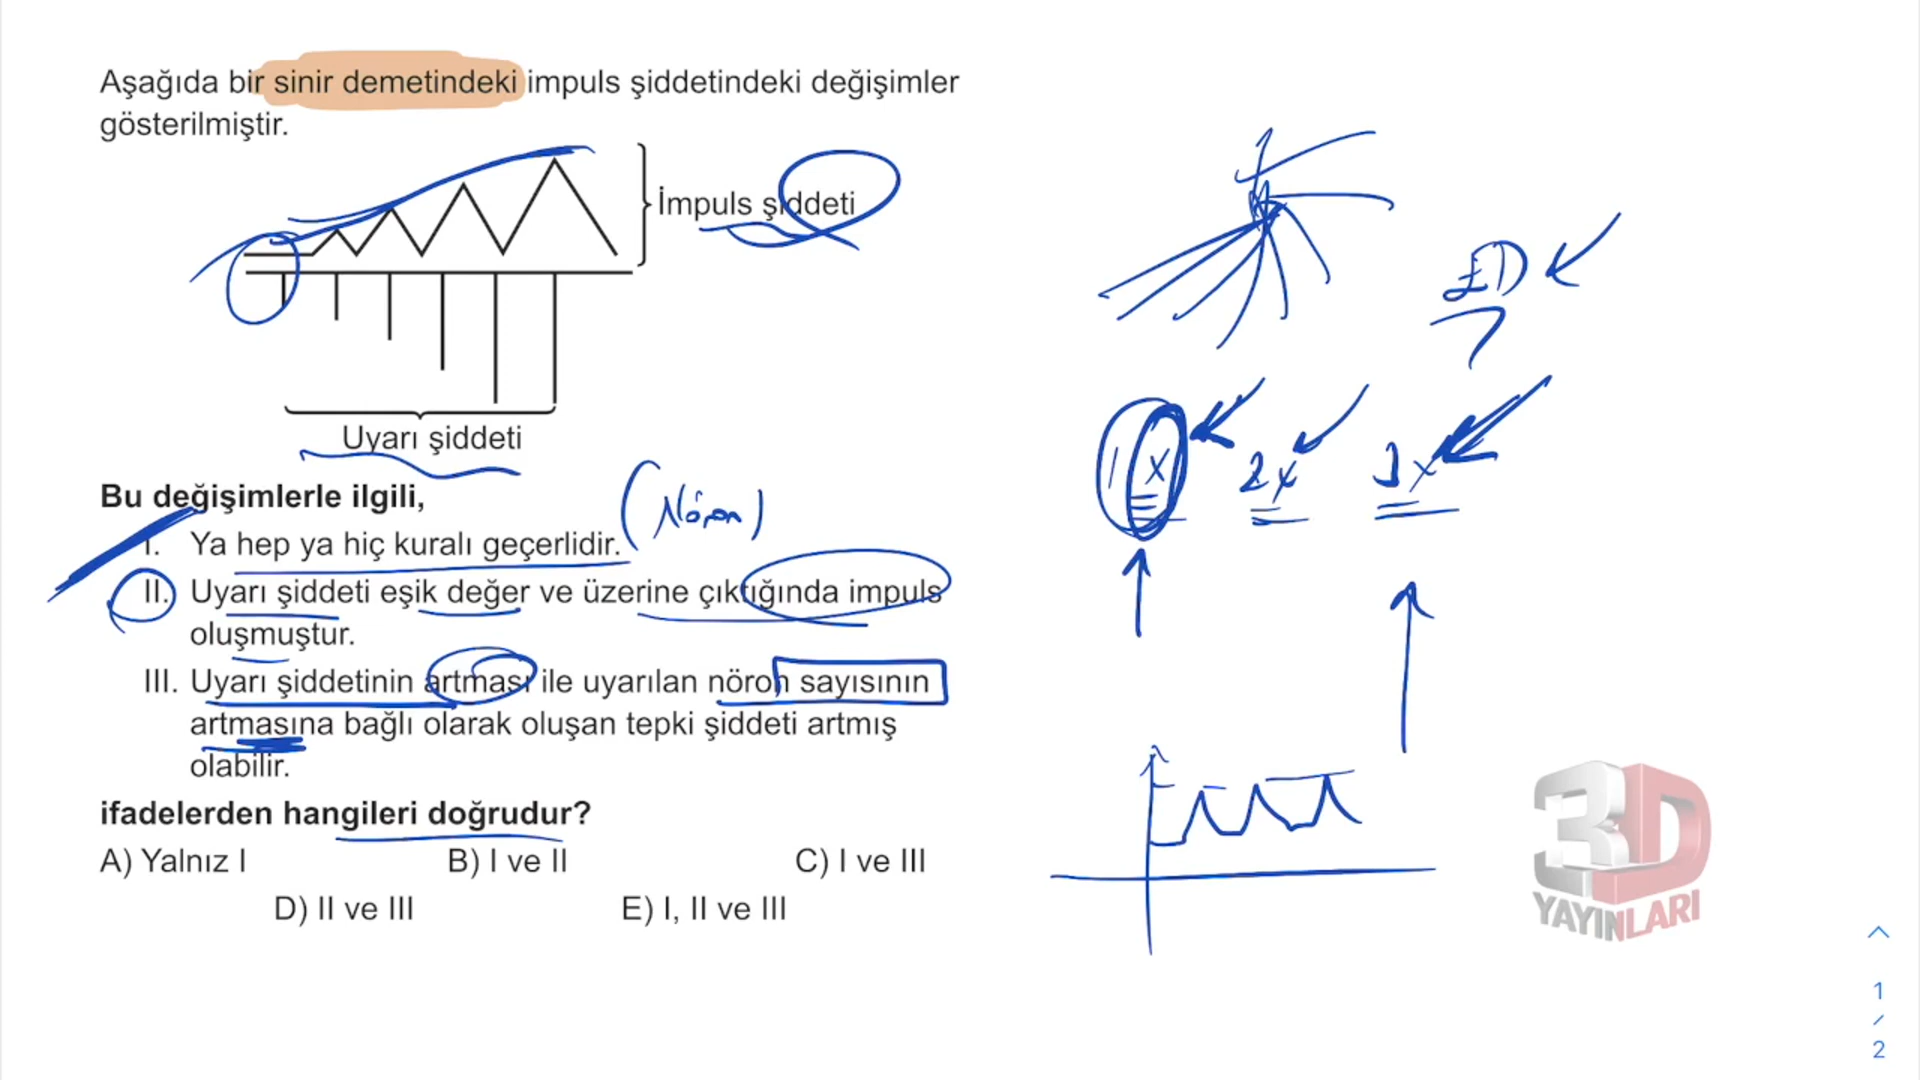 Aşağıda bir sinir demetindeki impuls şiddetindeki değişimler
gösterilmiştir.
İmpuls şiddeti
Uyarı şiddeti
Bu değişimlerle ilgili,
(Nöron)
I. Ya hep ya hiç kuralı geçerlidir.
II. Uyarı şiddeti eşik değer ve üzerine çıktığında impuls
oluşmuştur.
III. Uyarı şiddetinin artması ile uyarılan nöron sayısının
artmasına bağlı olarak oluşan tepki şiddeti artmış
olabilir.
ifadelerden hangileri doğrudur?
A) Yalnız I B) I ve II C) I ve III
D) II ve III E) I, II ve III
1x 2x 3x
3D
YAYINLARI
1
/
2